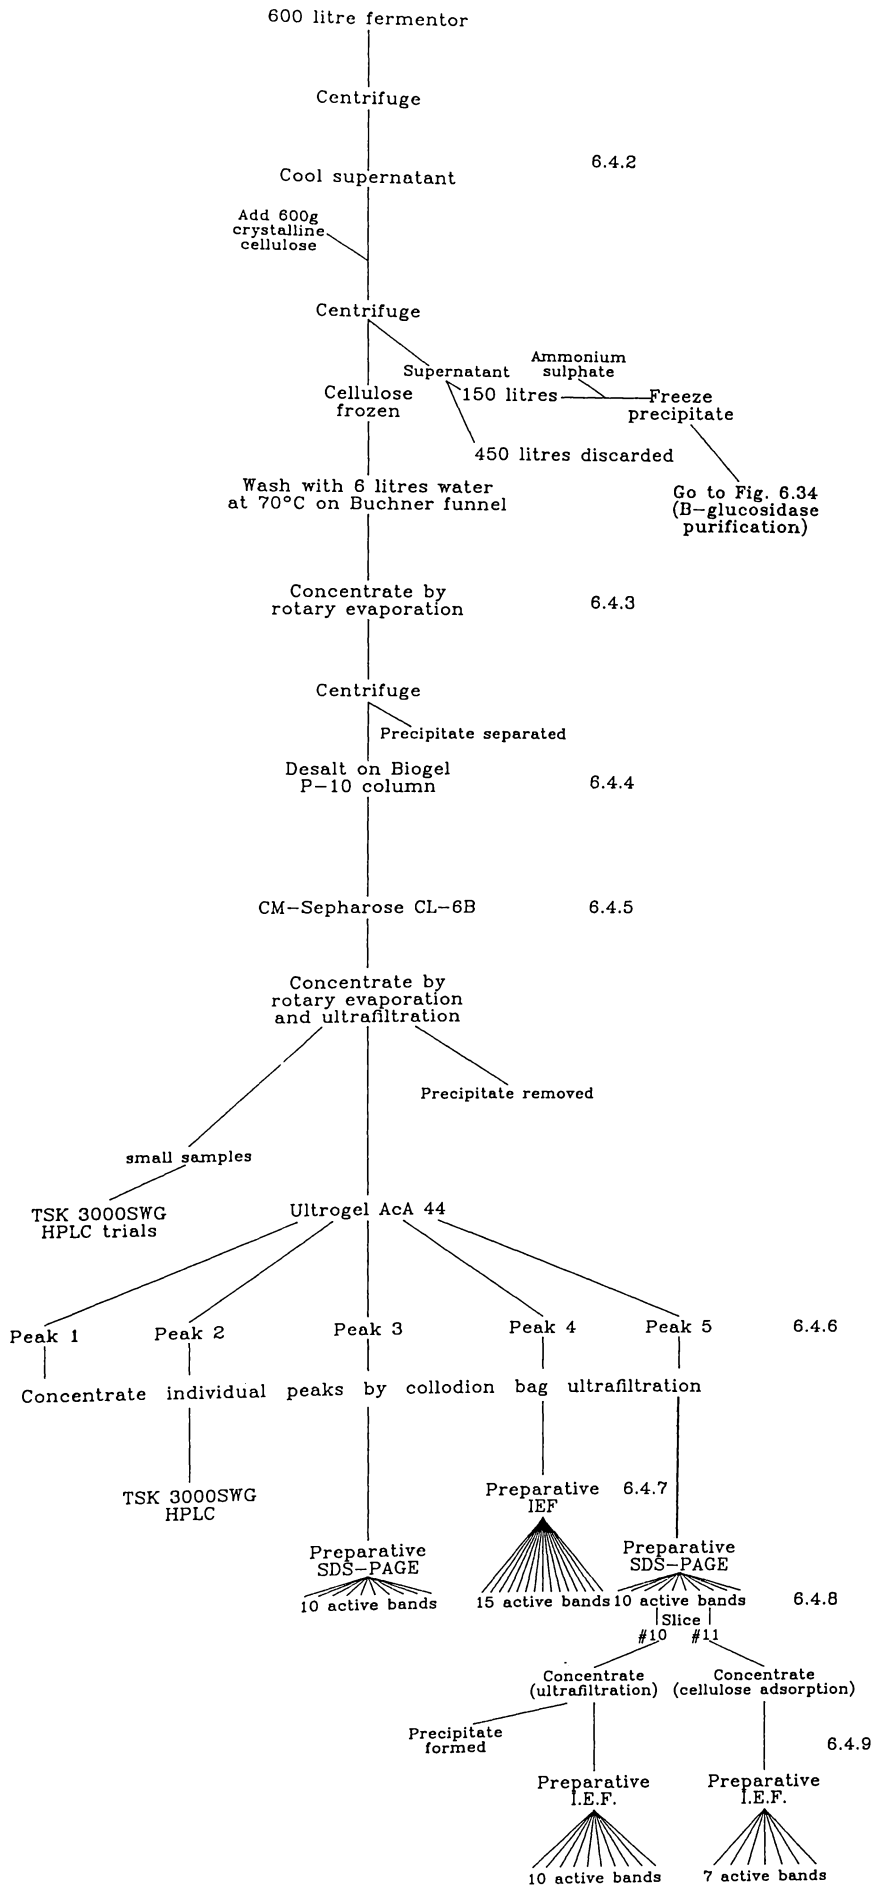 600 litre fermentor
Centrifuge
6.4.2
Cool supernatant
Add 600g
crystalline
cellulose
Centrifuge
Supernatant
Ammonium
sulphate
Cellulose
frozen
150 litres
Freeze
precipitate
450 litres discarded
Wash with 6 litres water
at 70°C on Buchner funnel
Go to Fig. 6.34
(B-glucosidase
purification)
Concentrate by
rotary evaporation
6.4.3
Centrifuge
Precipitate separated
Desalt on Biogel
P-10 column
6.4.4
CM-Sepharose CL-6B
6.4.5
Concentrate by
rotary evaporation
and ultrafiltration
Precipitate removed
small samples
TSK 3000SWG
HPLC trials
Ultrogel AcA 44
Peak 1
Peak 2
Peak 3
Peak 4
Peak 5
6.4.6
Concentrate individual peaks by collodion bag ultrafiltration
TSK 3000SWG
HPLC
Preparative
IEF
6.4.7
Preparative
SDS-PAGE
Preparative
SDS-PAGE
10 active bands
15 active bands
10 active bands
6.4.8
Slice
#10
#11
Concentrate
(ultrafiltration)
Concentrate
(cellulose adsorption)
Precipitate
formed
6.4.9
Preparative
I.E.F.
Preparative
I.E.F.
10 active bands
7 active bands